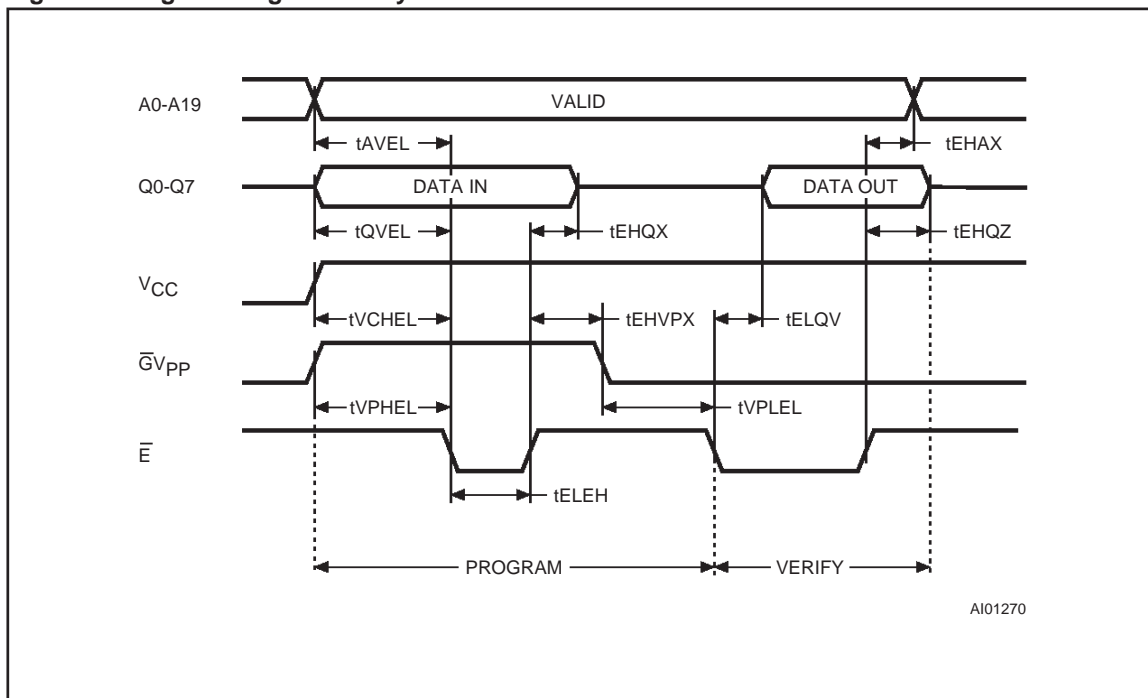 A0-A19
VALID
tAVEL
tEHAX
Q0-Q7
DATA IN
DATA OUT
tQVEL
tEHQX
tEHQZ
VCC
tVCHEL
tEHVPX
tELQV
G̅VPP
tVPHEL
tVPLEL
E̅
tELEH
PROGRAM
VERIFY
AI01270